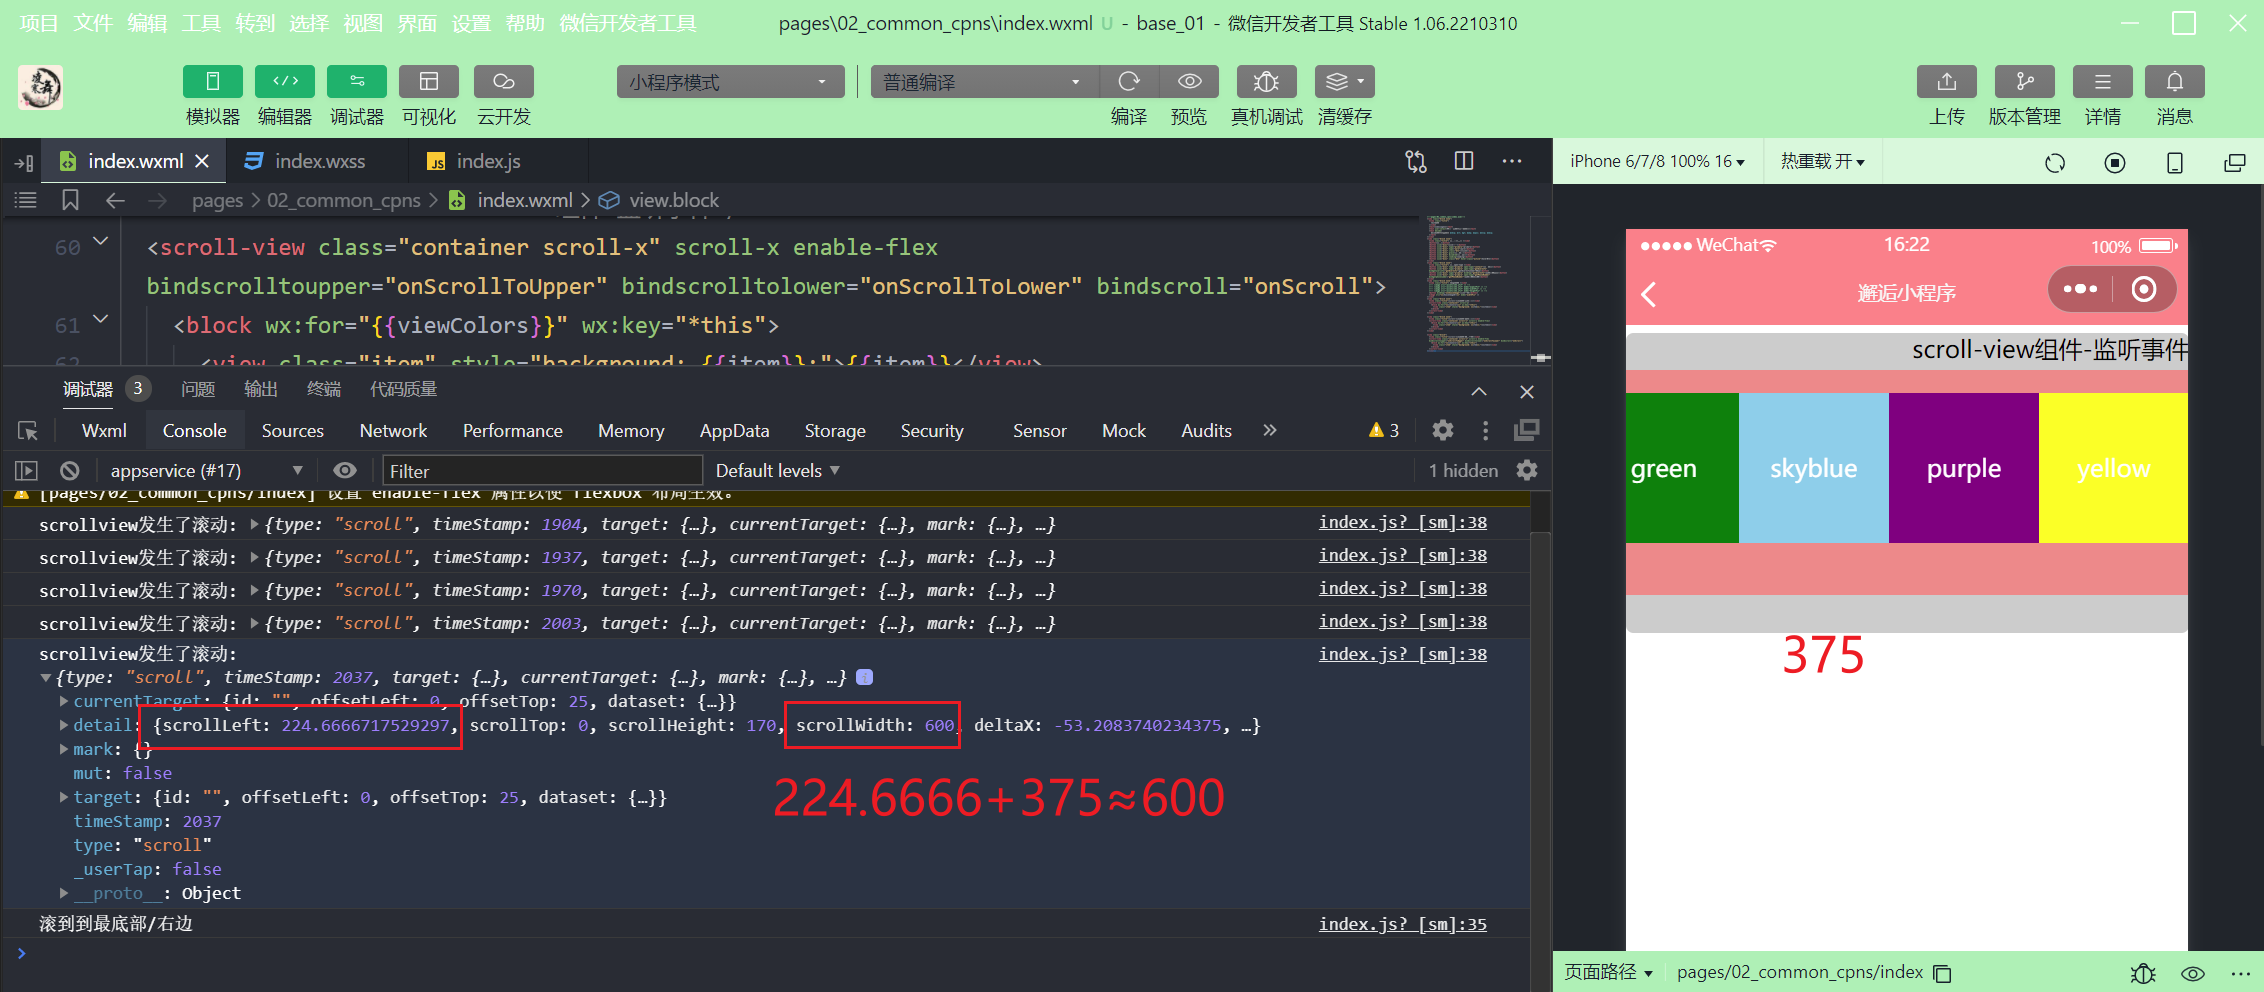 项目 文件 编辑 工具 转到 选择 视图 界面 设置 帮助 微信开发者工具
pages\02_common_cpns\index.wxml U - base_01 - 微信开发者工具 Stable 1.06.2210310
小程序模式
普通编译
模拟器 编辑器 调试器 可视化 云开发
编译 预览 真机调试 清缓存
上传 版本管理 详情 消息
index.wxml
index.wxss
JS index.js
pages > 02_common_cpns > index.wxml > view.block
60 <scroll-view class="container scroll-x" scroll-x enable-flex
bindscrolltoupper="onScrollToUpper" bindscrolltolower="onScrollToLower" bindscroll="onScroll">
61 <block wx:for="{{viewColors}}" wx:key="*this">
62 <view class="item" style="background: {{item}};">{{item}}</view>
调试器 3 问题 输出 终端 代码质量
Wxml Console Sources Network Performance Memory AppData Storage Security Sensor Mock Audits » 3
appservice (#17) Filter Default levels 1 hidden
[pages/02_common_cpns/index] 设置 enable-flex 属性以使 flexbox 布局生效。
scrollview发生了滚动: {type: "scroll", timeStamp: 1904, target: {…}, currentTarget: {…}, mark: {…}, …} index.js? [sm]:38
scrollview发生了滚动: {type: "scroll", timeStamp: 1937, target: {…}, currentTarget: {…}, mark: {…}, …} index.js? [sm]:38
scrollview发生了滚动: {type: "scroll", timeStamp: 1970, target: {…}, currentTarget: {…}, mark: {…}, …} index.js? [sm]:38
scrollview发生了滚动: {type: "scroll", timeStamp: 2003, target: {…}, currentTarget: {…}, mark: {…}, …} index.js? [sm]:38
scrollview发生了滚动: index.js? [sm]:38
{type: "scroll", timeStamp: 2037, target: {…}, currentTarget: {…}, mark: {…}, …} i
currentTarget: {id: "", offsetLeft: 0, offsetTop: 25, dataset: {…}}
detail: {scrollLeft: 224.6666717529297, scrollTop: 0, scrollHeight: 170, scrollWidth: 600, deltaX: -53.2083740234375, …}
mark: {}
mut: false
target: {id: "", offsetLeft: 0, offsetTop: 25, dataset: {…}}
timeStamp: 2037
type: "scroll"
_userTap: false
__proto__: Object
224.6666+375≈600
滚到到最底部/右边 index.js? [sm]:35
>
iPhone 6/7/8 100% 16 热重载 开
WeChat 16:22 100%
邂逅小程序
scroll-view组件-监听事件
green skyblue purple yellow
375
页面路径 pages/02_common_cpns/index